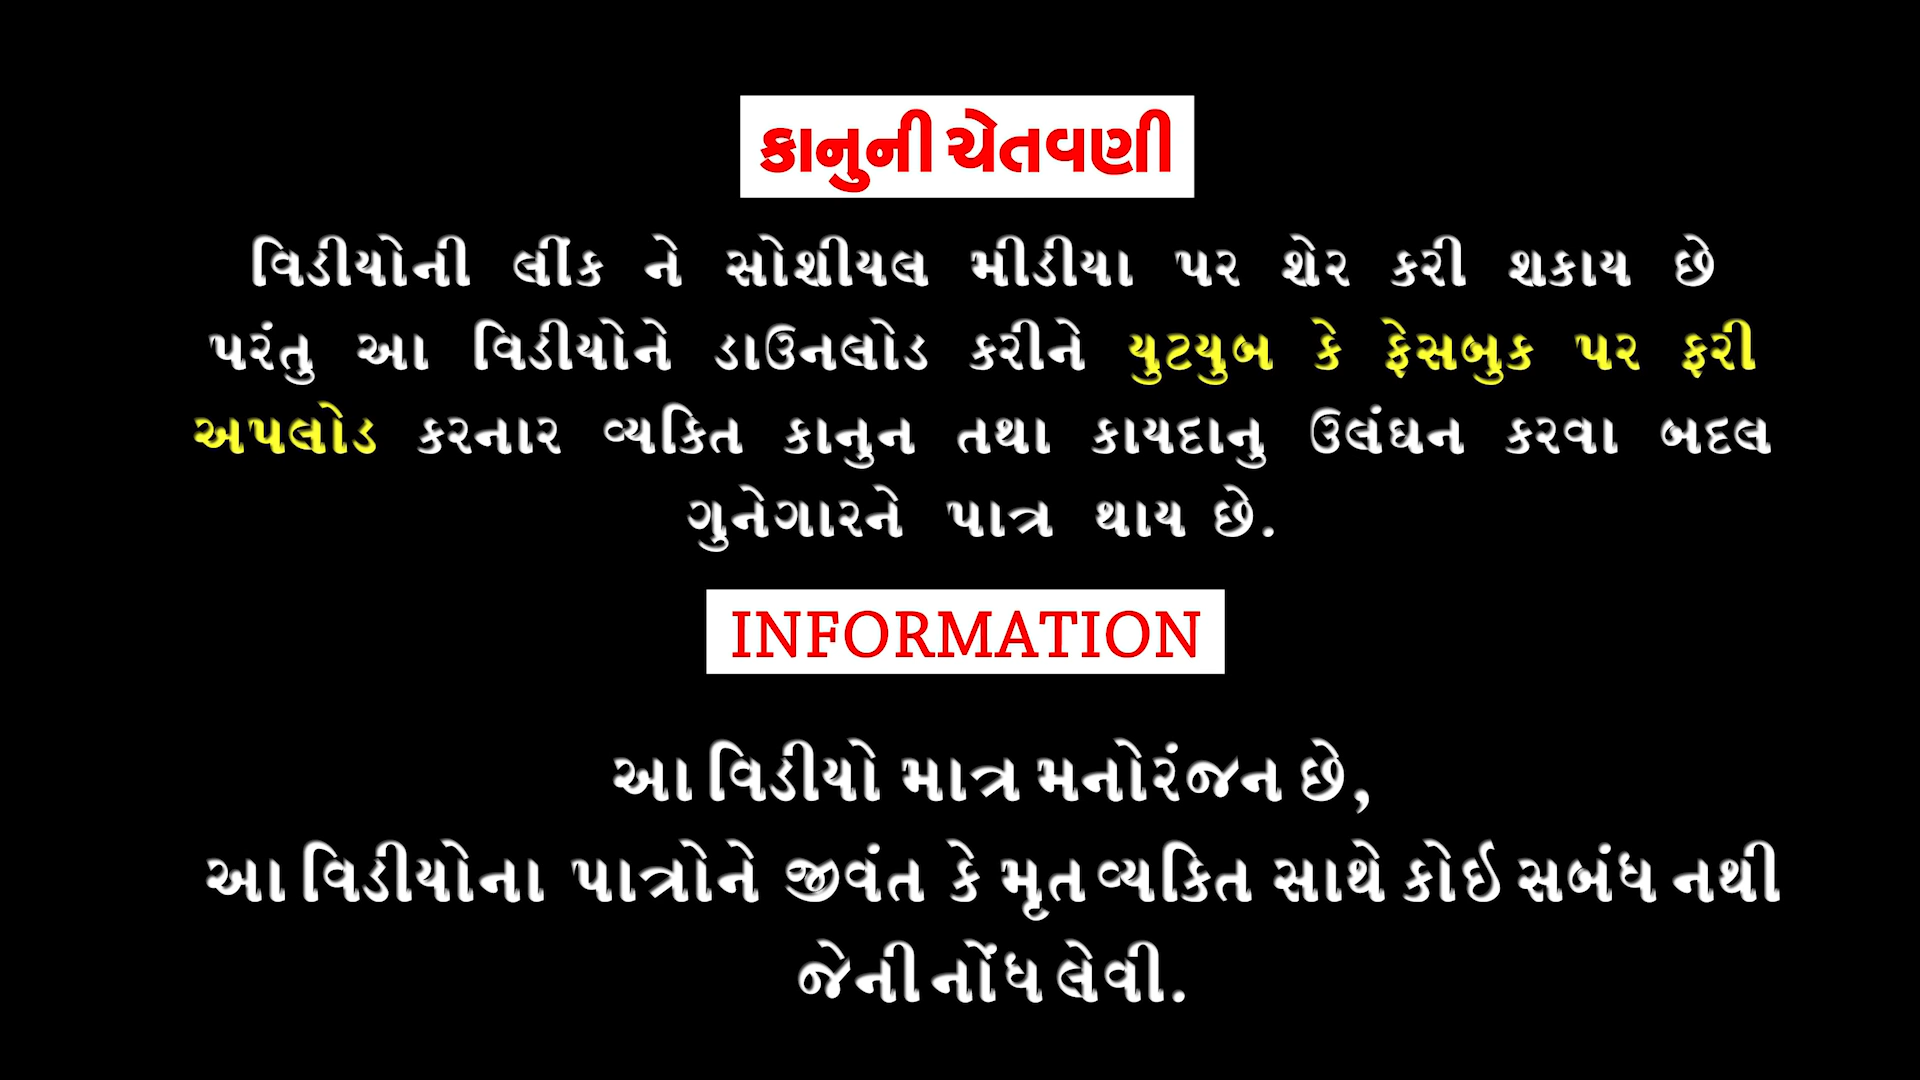 કાનુની ચેતવણી
વિડીયોની લીંક ને સોશીયલ મીડીયા પર શેર કરી શકાય છે
પરંતુ આ વિડીયોને ડાઉનલોડ કરીને યુટયુબ કે ફેસબુક પર ફરી
અપલોડ કરનાર વ્યકિત કાનુન તથા કાયદાનુ ઉલંઘન કરવા બદલ
ગુનેગારને પાત્ર થાય છે.
INFORMATION
આ વિડીયો માત્ર મનોરંજન છે,
આ વિડીયોના પાત્રોને જીવંત કે મૃત વ્યકિત સાથે કોઈ સબંધ નથી
જેની નોંધ લેવી.